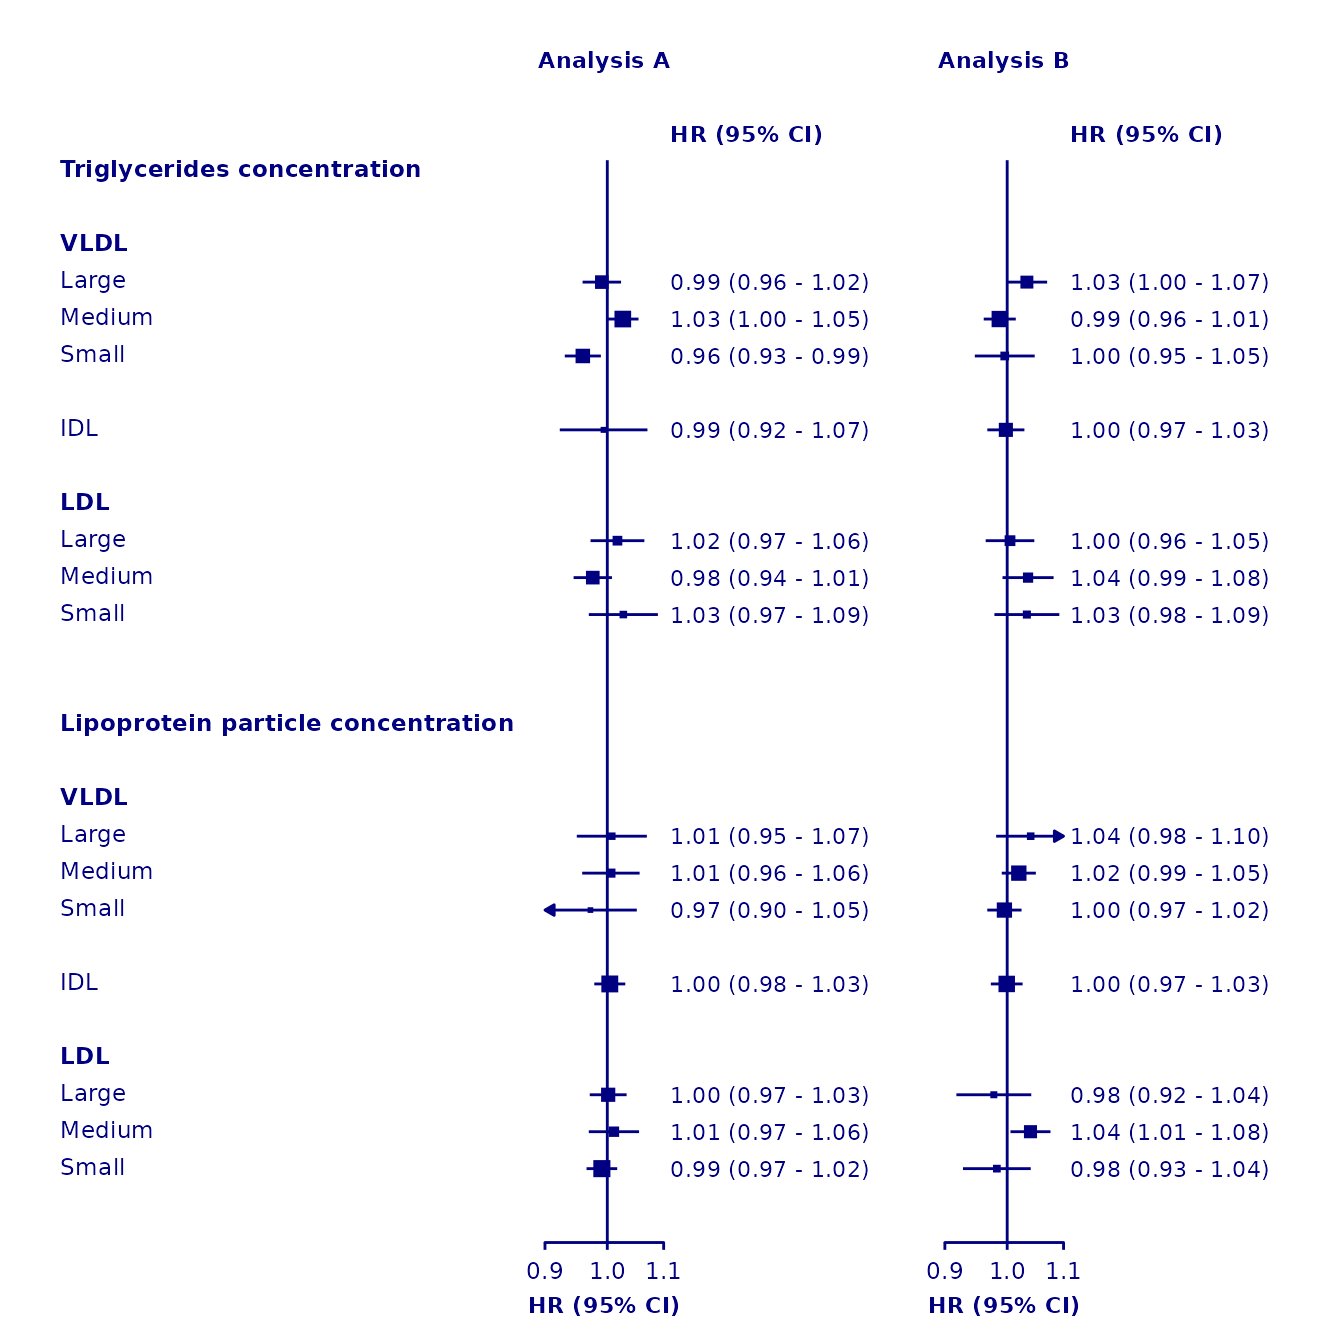 Analysis A Analysis B
HR (95% CI) HR (95% CI)
Triglycerides concentration
VLDL
Large 0.99 (0.96 - 1.02) 1.03 (1.00 - 1.07)
Medium 1.03 (1.00 - 1.05) 0.99 (0.96 - 1.01)
Small 0.96 (0.93 - 0.99) 1.00 (0.95 - 1.05)
IDL 0.99 (0.92 - 1.07) 1.00 (0.97 - 1.03)
LDL
Large 1.02 (0.97 - 1.06) 1.00 (0.96 - 1.05)
Medium 0.98 (0.94 - 1.01) 1.04 (0.99 - 1.08)
Small 1.03 (0.97 - 1.09) 1.03 (0.98 - 1.09)
Lipoprotein particle concentration
VLDL
Large 1.01 (0.95 - 1.07) 1.04 (0.98 - 1.10)
Medium 1.01 (0.96 - 1.06) 1.02 (0.99 - 1.05)
Small 0.97 (0.90 - 1.05) 1.00 (0.97 - 1.02)
IDL 1.00 (0.98 - 1.03) 1.00 (0.97 - 1.03)
LDL
Large 1.00 (0.97 - 1.03) 0.98 (0.92 - 1.04)
Medium 1.01 (0.97 - 1.06) 1.04 (1.01 - 1.08)
Small 0.99 (0.97 - 1.02) 0.98 (0.93 - 1.04)
0.9 1.0 1.1 0.9 1.0 1.1
HR (95% CI) HR (95% CI)